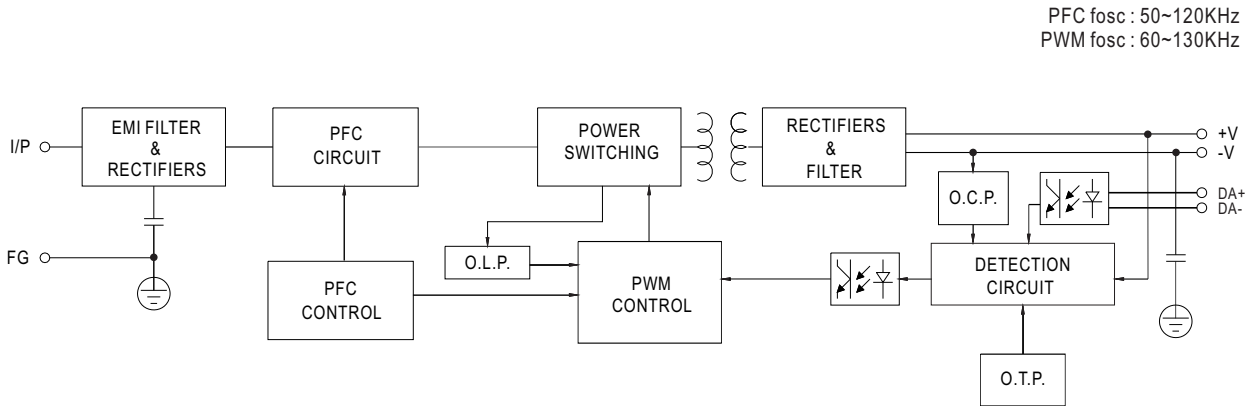 PFC fosc : 50~120KHz
PWM fosc : 60~130KHz
I/P
EMI FILTER
&
RECTIFIERS
PFC
CIRCUIT
POWER
SWITCHING
RECTIFIERS
&
FILTER
+V
-V
DA+
DA-
O.C.P.
FG
O.L.P.
PFC
CONTROL
PWM
CONTROL
DETECTION
CIRCUIT
O.T.P.